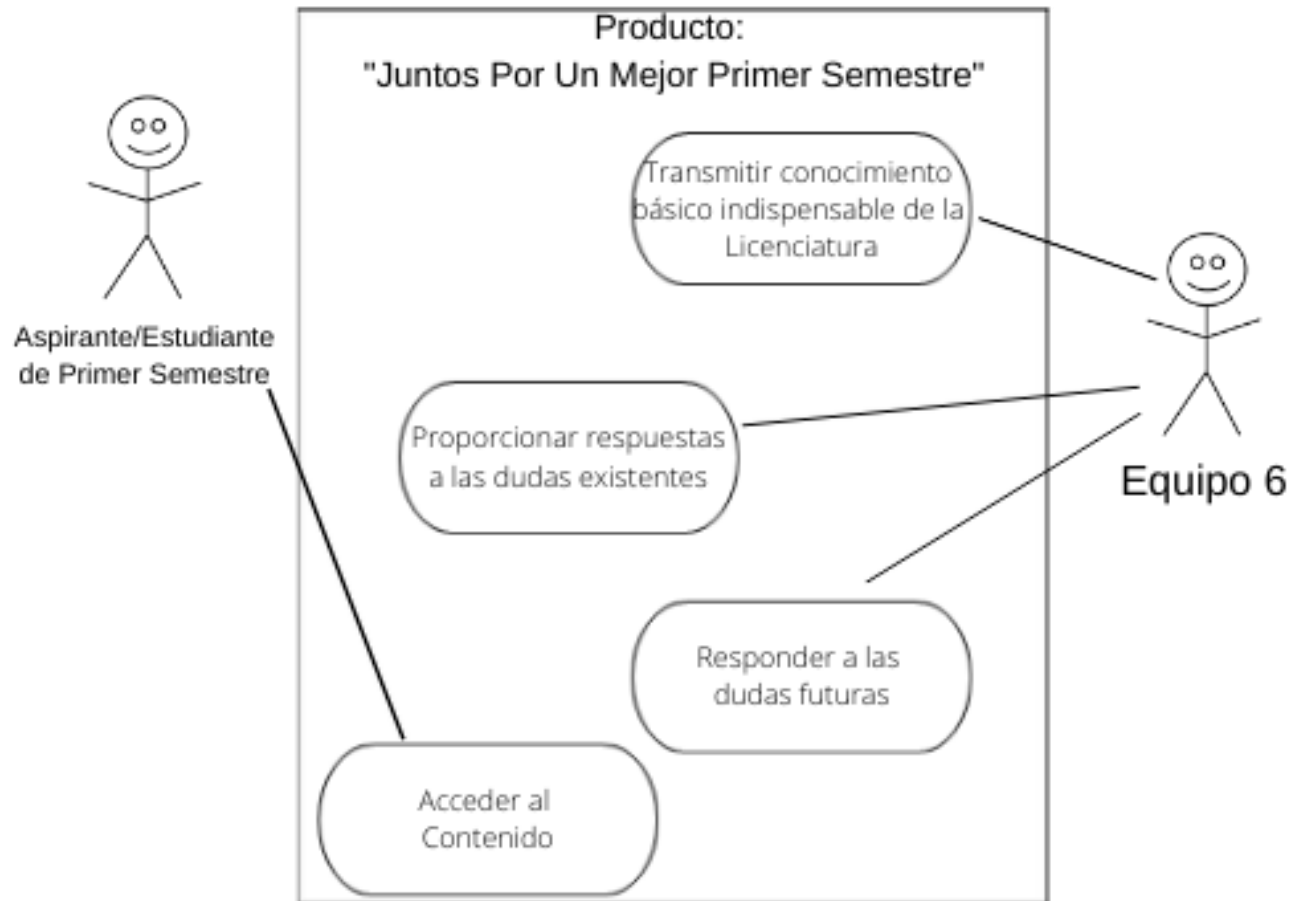 Producto:
"Juntos Por Un Mejor Primer Semestre"
Transmitir conocimiento
básico indispensable de la
Licenciatura
Aspirante/Estudiante
de Primer Semestre
Proporcionar respuestas
a las dudas existentes
Equipo 6
Responder a las
dudas futuras
Acceder al
Contenido